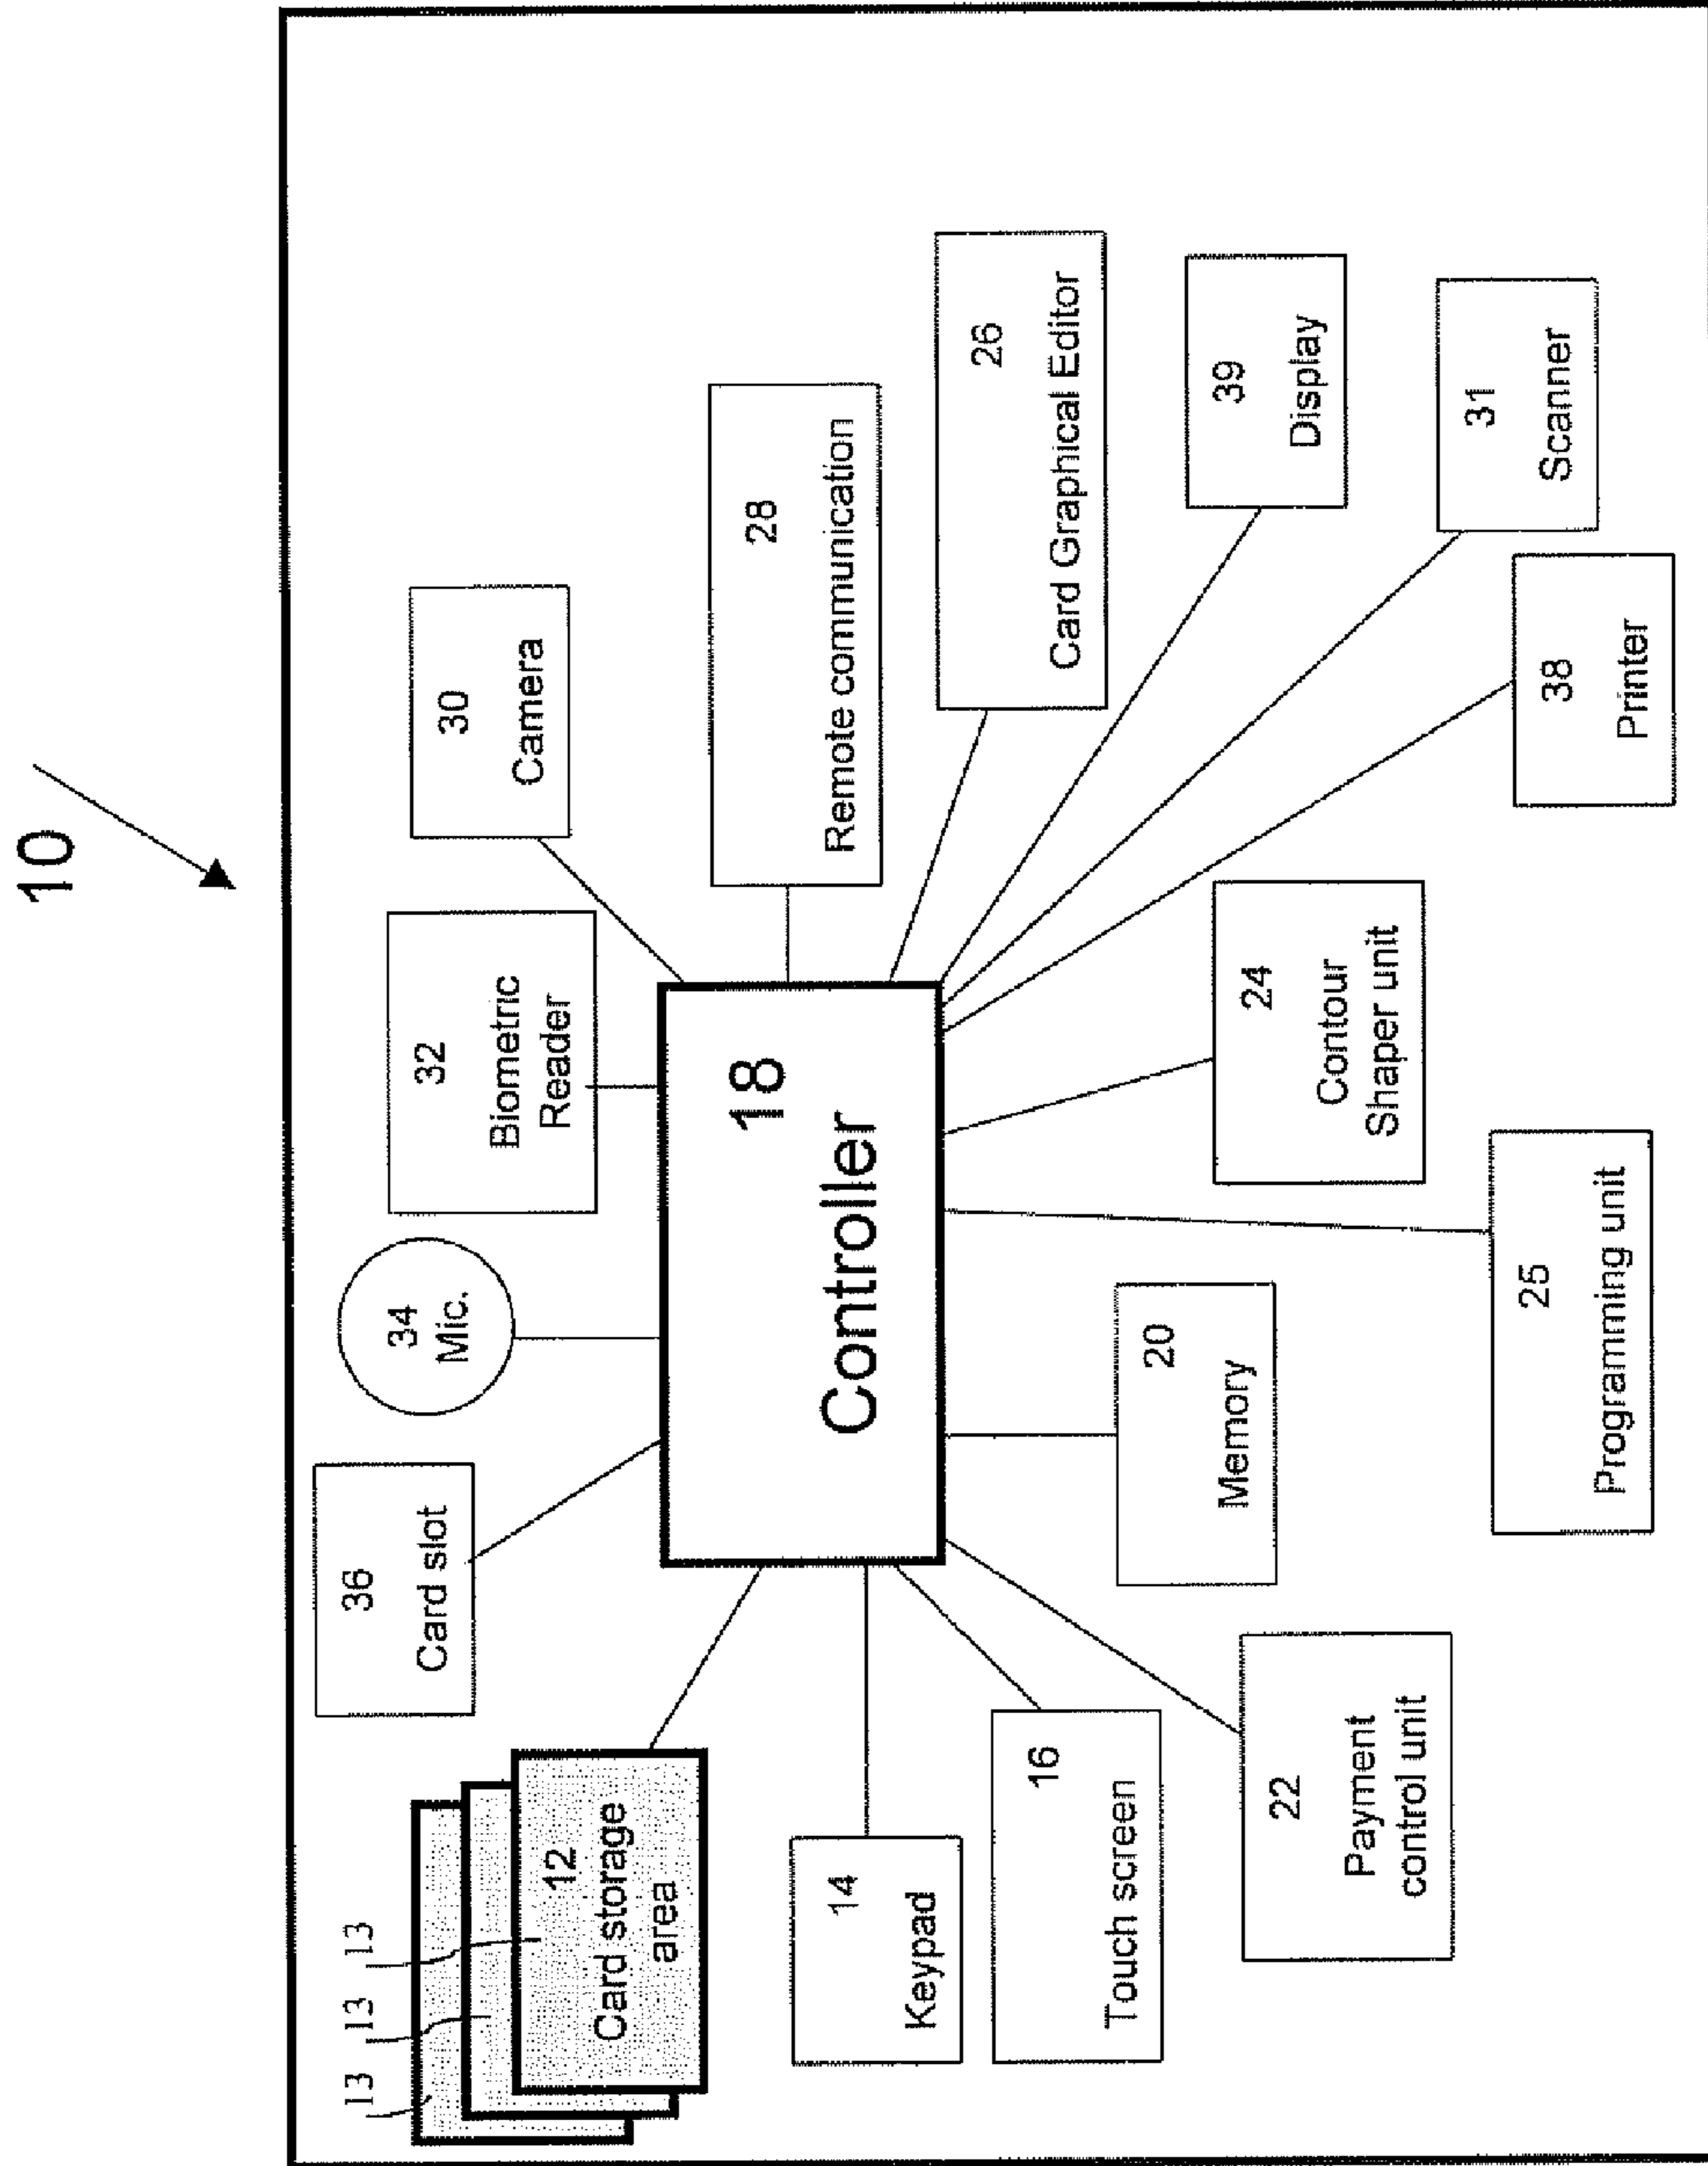 10
13
13
13
12
Card storage
area
36
Card slot
34
Mic.
32
Biometric
Reader
30
Camera
28
Remote communication
26
Card Graphical Editor
39
Display
31
Scanner
38
Printer
24
Contour
Shaper unit
25
Programming unit
20
Memory
22
Payment
control unit
16
Touch screen
14
Keypad
18
Controller